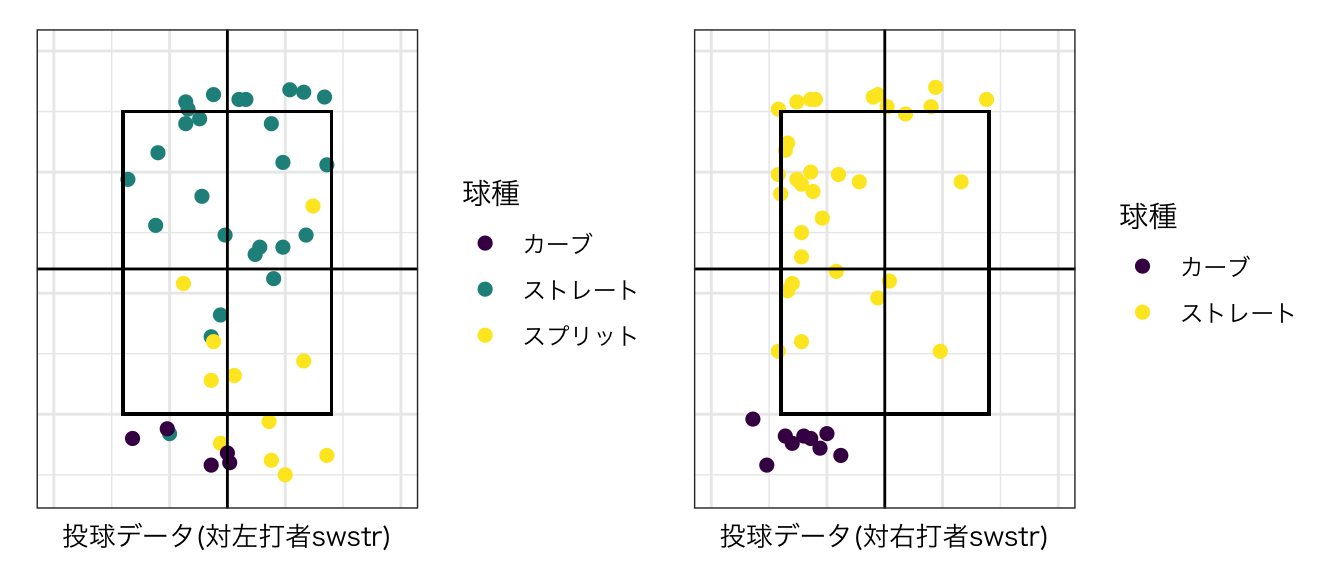 球種
カーブ
ストレート
スプリット
投球データ(対左打者swstr)
球種
カーブ
ストレート
投球データ(対右打者swstr)